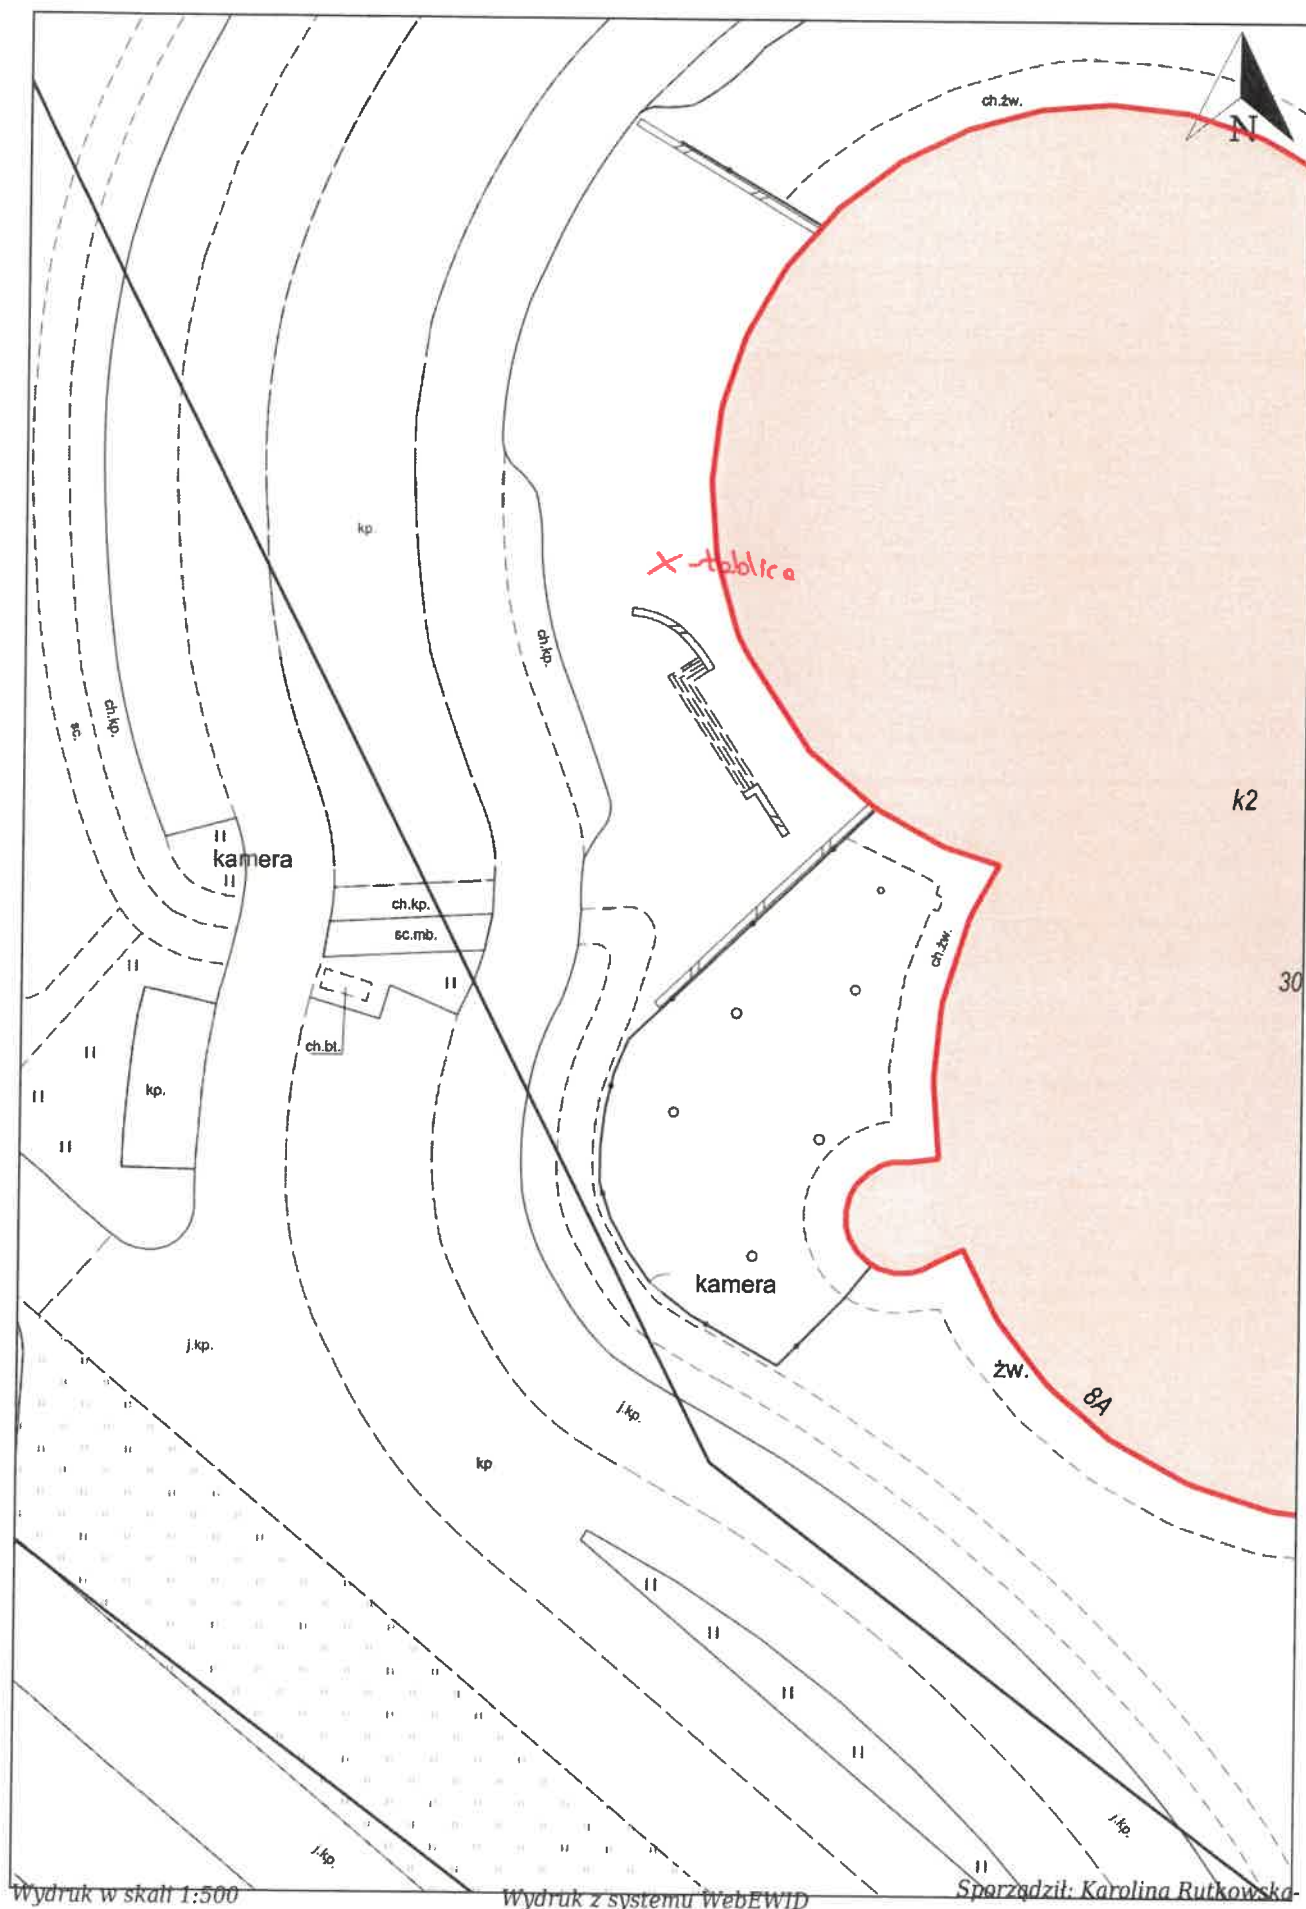 ch.żw.
N
kp.
X - tablica
ch.kp.
ch.kp.
sc.
k2
kamera
ch.kp.
sc.mb.
ch.żw.
30
ch.bt.
kp.
kamera
j.kp.
żw.
8A
j.kp.
kp
j.kp.
j.kp.
Wydruk w skali 1:500
Wydruk z systemu WebEWID
Sporządził: Karolina Rutkowska-